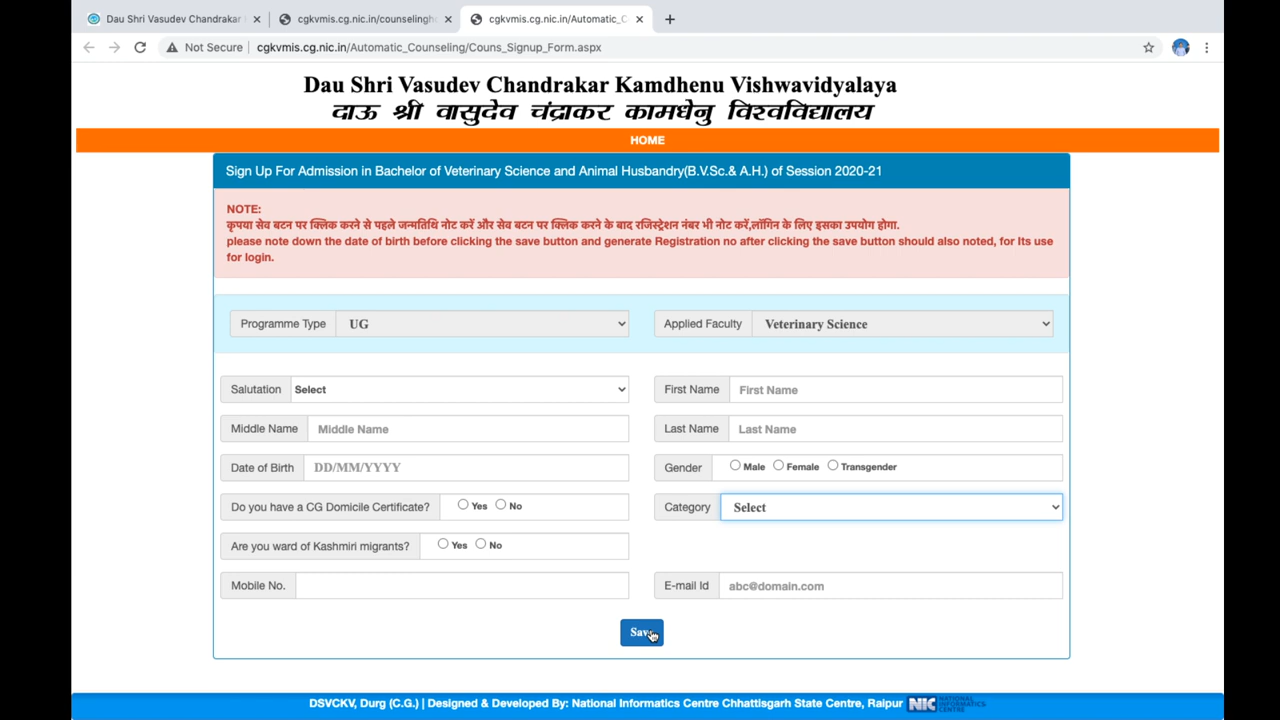 Dau Shri Vasudev Chandrakar
cgkvmis.cg.nic.in/counselingh
cgkvmis.cg.nic.in/Automatic_C
Not Secure
cgkvmis.cg.nic.in/Automatic_Counseling/Couns_Signup_Form.aspx
Dau Shri Vasudev Chandrakar Kamdhenu Vishwavidyalaya
दाऊ श्री वासुदेव चंद्राकर कामधेनु विश्वविद्यालय
HOME
Sign Up For Admission in Bachelor of Veterinary Science and Animal Husbandry(B.V.Sc.& A.H.) of Session 2020-21
NOTE:
कृपया सेव बटन पर क्लिक करने से पहले जन्मतिथि नोट करें और सेव बटन पर क्लिक करने के बाद रजिस्ट्रेशन नंबर भी नोट करें,लॉगिन के लिए इसका उपयोग होगा.
please note down the date of birth before clicking the save button and generate Registration no after clicking the save button should also noted, for Its use
for login.
Programme Type UG Applied Faculty Veterinary Science
Salutation Select First Name First Name
Middle Name Middle Name Last Name Last Name
Date of Birth DD/MM/YYYY Gender Male Female Transgender
Do you have a CG Domicile Certificate? Yes No Category Select
Are you ward of Kashmiri migrants? Yes No
Mobile No. E-mail Id abc@domain.com
Save
DSVCKV, Durg (C.G.) | Designed & Developed By: National Informatics Centre Chhattisgarh State Centre, Raipur NIC NATIONAL
INFORMATICS
CENTRE